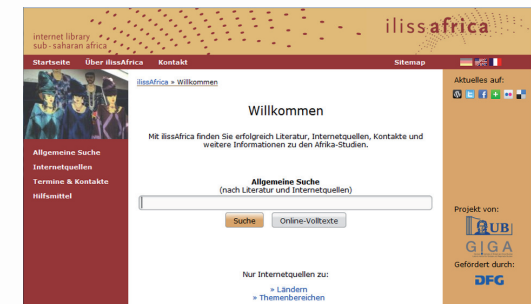 internet library
sub-saharan africa
ilissafrica
Startseite Über ilissAfrica Kontakt Sitemap
ilissAfrica » Willkommen
Aktuelles auf:
Willkommen
Mit ilissAfrica finden Sie erfolgreich Literatur, Internetquellen, Kontakte und
weitere Informationen zu den Afrika-Studien.
Allgemeine Suche
Internetquellen
Termine & Kontakte
Hilfsmittel
Allgemeine Suche
(nach Literatur und Internetquellen)
Suche Online-Volltexte
Nur Internetquellen zu:
» Ländern
» Themenbereichen
Projekt von:
UB
GIGA
Gefördert durch:
DFG